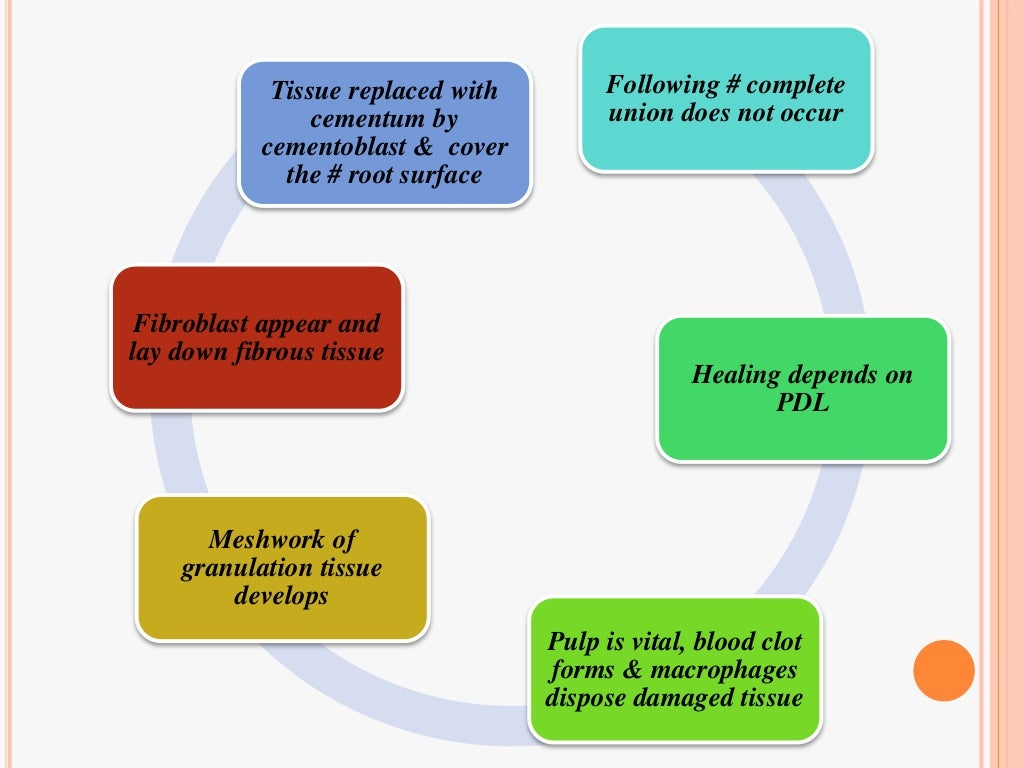 Following # complete
union does not occur
Healing depends on
PDL
Pulp is vital, blood clot
forms & macrophages
dispose damaged tissue
Meshwork of
granulation tissue
develops
Fibroblast appear and
lay down fibrous tissue
Tissue replaced with
cementum by
cementoblast & cover
the # root surface